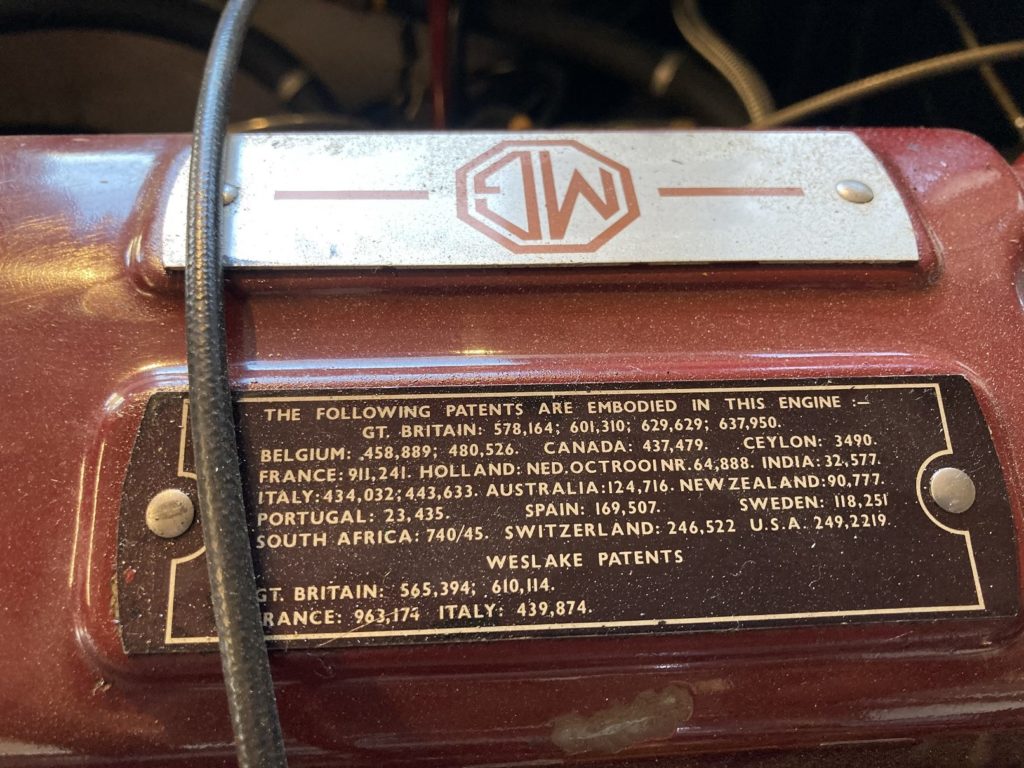 MG
THE FOLLOWING PATENTS ARE EMBODIED IN THIS ENGINE :—
GT. BRITAIN: 578,164; 601,310; 629,629; 637,950.
BELGIUM: 458,889; 480,526. CANADA: 437,479. CEYLON: 3490.
FRANCE: 911,241. HOLLAND: NED. OCTROOI NR. 64,888. INDIA: 32,577.
ITALY: 434,032; 443,633. AUSTRALIA: 124,716. NEW ZEALAND: 90,777.
PORTUGAL: 23,435. SPAIN: 169,507. SWEDEN: 118,251
SOUTH AFRICA: 740/45. SWITZERLAND: 246,522 U.S.A. 249,2219.
WESLAKE PATENTS
GT. BRITAIN: 565,394; 610,114.
FRANCE: 963,174 ITALY: 439,874.